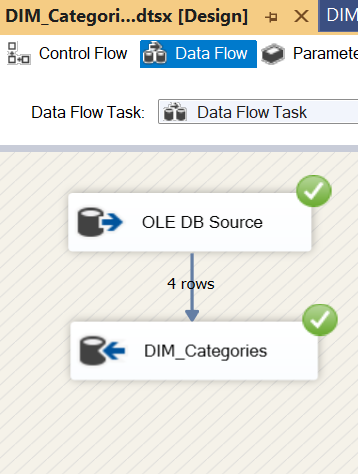 DIM_Categori...dtsx [Design] DIM
Control Flow Data Flow Paramete
Data Flow Task: Data Flow Task
OLE DB Source
4 rows
DIM_Categories